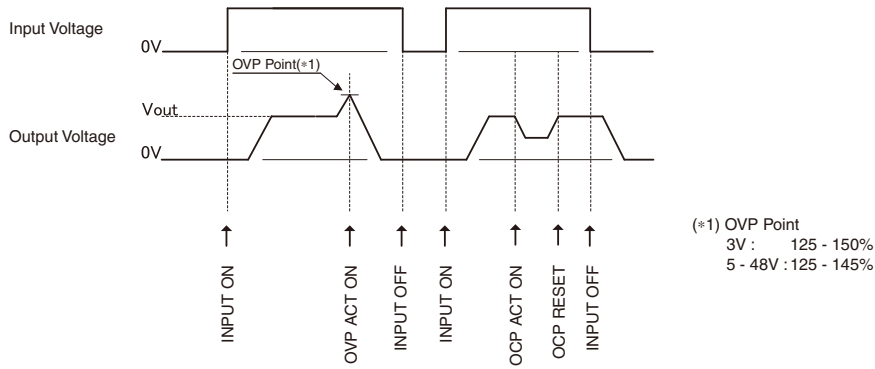 Input Voltage
0V
OVP Point(*1)
Vout
Output Voltage
0V
INPUT ON
OVP ACT ON
INPUT OFF
INPUT ON
OCP ACT ON
OCP RESET
INPUT OFF
(*1) OVP Point
3V : 125 - 150%
5 - 48V : 125 - 145%